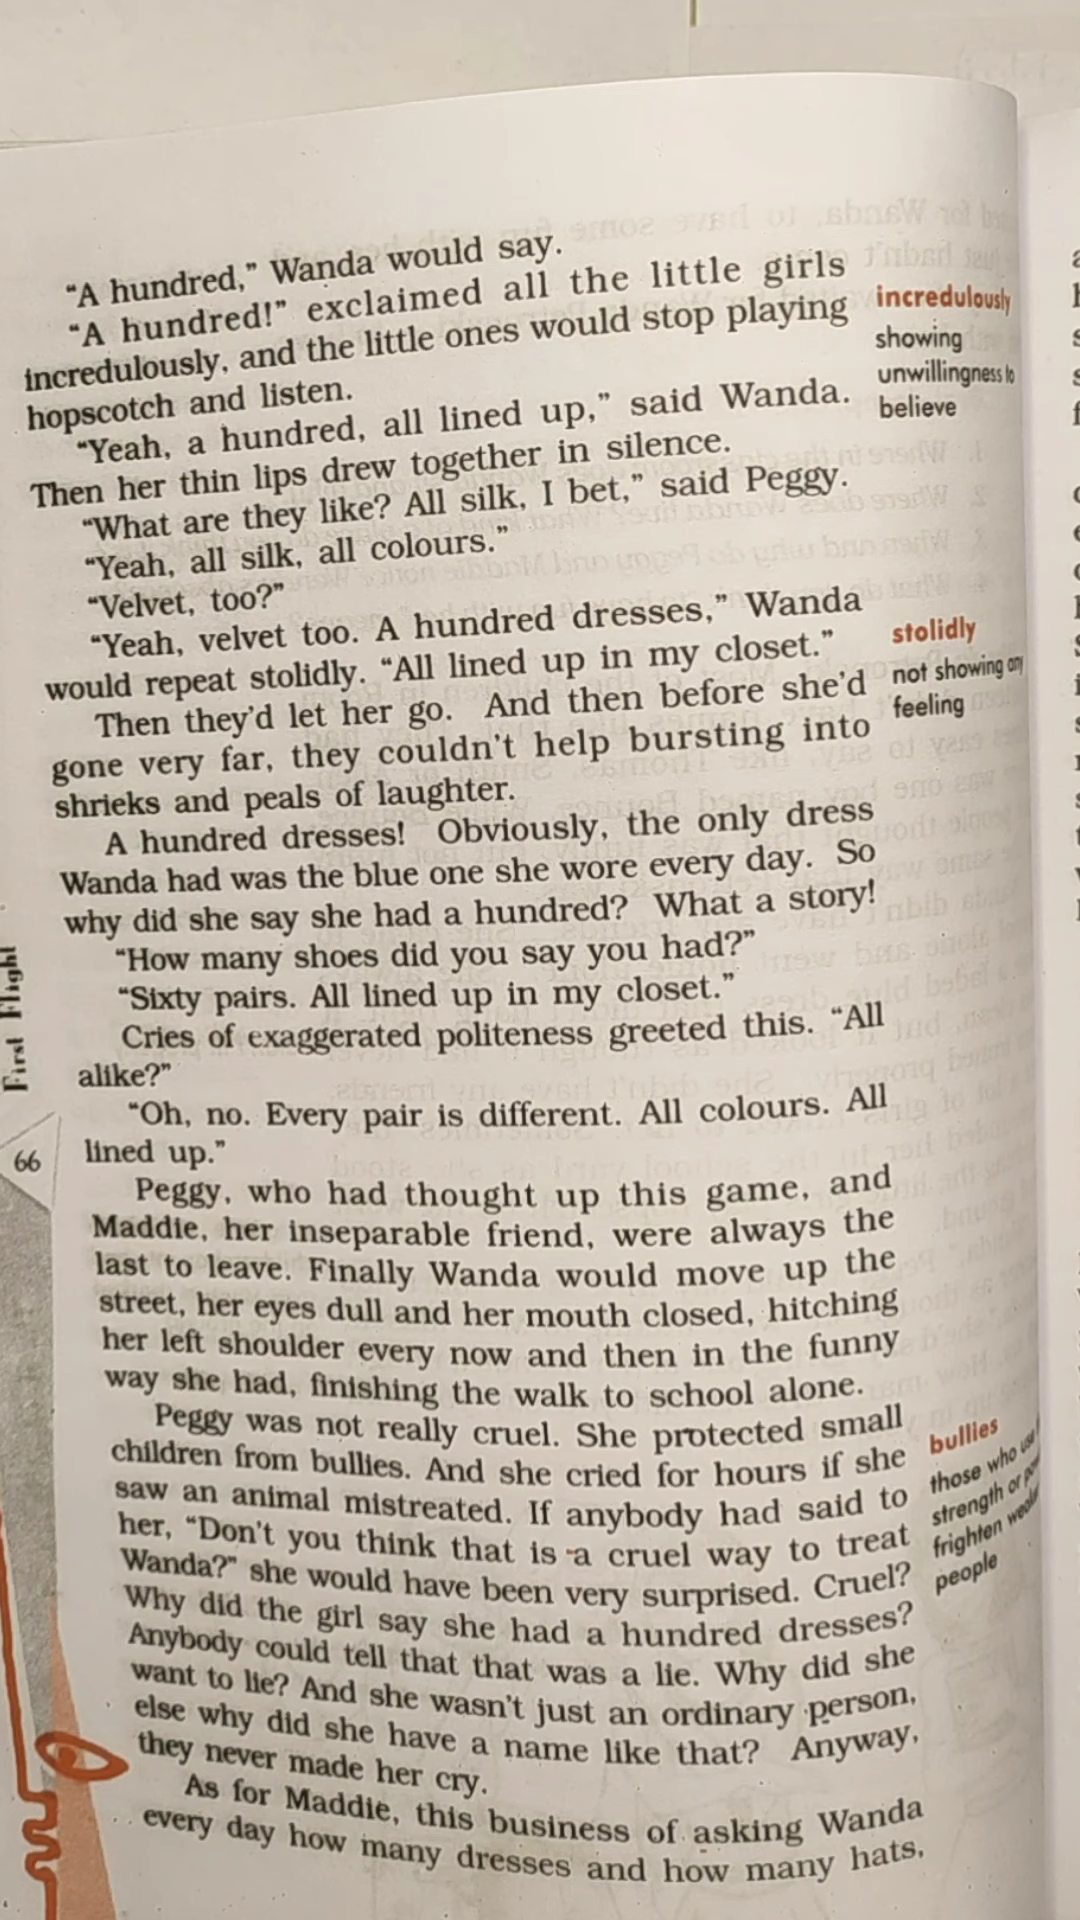 "A hundred," Wanda would say.
"A hundred!" exclaimed all the little girls
incredulously, and the little ones would stop playing
hopscotch and listen.
"Yeah, a hundred, all lined up," said Wanda.
Then her thin lips drew together in silence.
"What are they like? All silk, I bet," said Peggy.
"Yeah, all silk, all colours."
"Velvet, too?"
"Yeah, velvet too. A hundred dresses," Wanda
would repeat stolidly. "All lined up in my closet."
Then they'd let her go. And then before she'd
gone very far, they couldn't help bursting into
shrieks and peals of laughter.
A hundred dresses! Obviously, the only dress
Wanda had was the blue one she wore every day. So
why did she say she had a hundred? What a story!
"How many shoes did you say you had?"
"Sixty pairs. All lined up in my closet."
Cries of exaggerated politeness greeted this. "All
alike?"
"Oh, no. Every pair is different. All colours. All
lined up."
Peggy, who had thought up this game, and
Maddie, her inseparable friend, were always the
last to leave. Finally Wanda would move up the
street, her eyes dull and her mouth closed, hitching
her left shoulder every now and then in the funny
way she had, finishing the walk to school alone.
Peggy was not really cruel. She protected small
children from bullies. And she cried for hours if she
saw an animal mistreated. If anybody had said to
her, "Don't you think that is a cruel way to treat
Wanda?" she would have been very surprised. Cruel?
Why did the girl say she had a hundred dresses?
Anybody could tell that that was a lie. Why did she
want to lie? And she wasn't just an ordinary person,
else why did she have a name like that? Anyway,
they never made her cry.
As for Maddie, this business of asking Wanda
every day how many dresses and how many hats,
incredulously
showing
unwillingness to
believe
stolidly
not showing any
feeling
bullies
those who use
strength or
frighten
people
First Flight
66